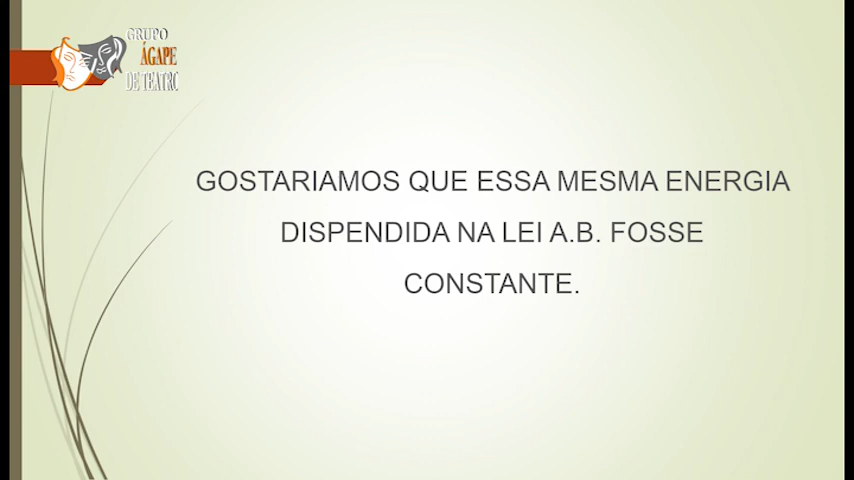 GRUPO
ÁGAPE
DE TEATRO
GOSTARIAMOS QUE ESSA MESMA ENERGIA
DISPENDIDA NA LEI A.B. FOSSE
CONSTANTE.